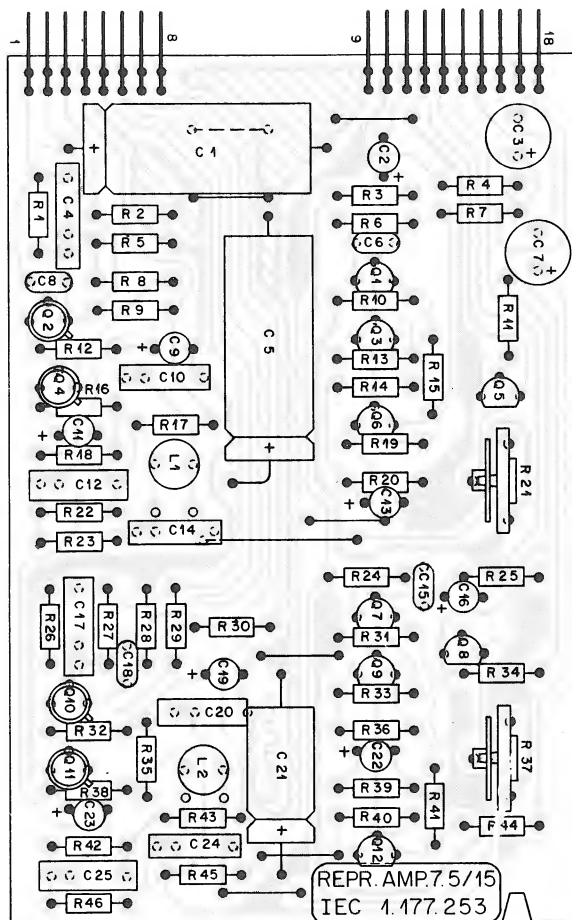 1 8 9 18
C1
C2
C3
R1
C4
R2
R3
R4
R5
R6
R7
C6
C7
C8
R8
Q1
R9
R10
Q2
C5
R11
R12
C9
Q3
R13
C10
R14
R15
Q4
R16
Q5
C11
R17
Q6
R18
R19
L1
C12
R20
R21
C13
R22
C14
R23
R24
C15
R25
C16
R26
C17
R27
R28
R29
R30
Q7
R31
C18
Q8
C19
Q9
R34
Q10
R33
C20
R32
R36
R35
C21
C22
R37
Q11
L2
R38
R39
C23
R43
R40
R41
R44
R42
C24
Q12
C25
R45
R46
REPR. AMP. 7.5/15
IEC 1.177.253